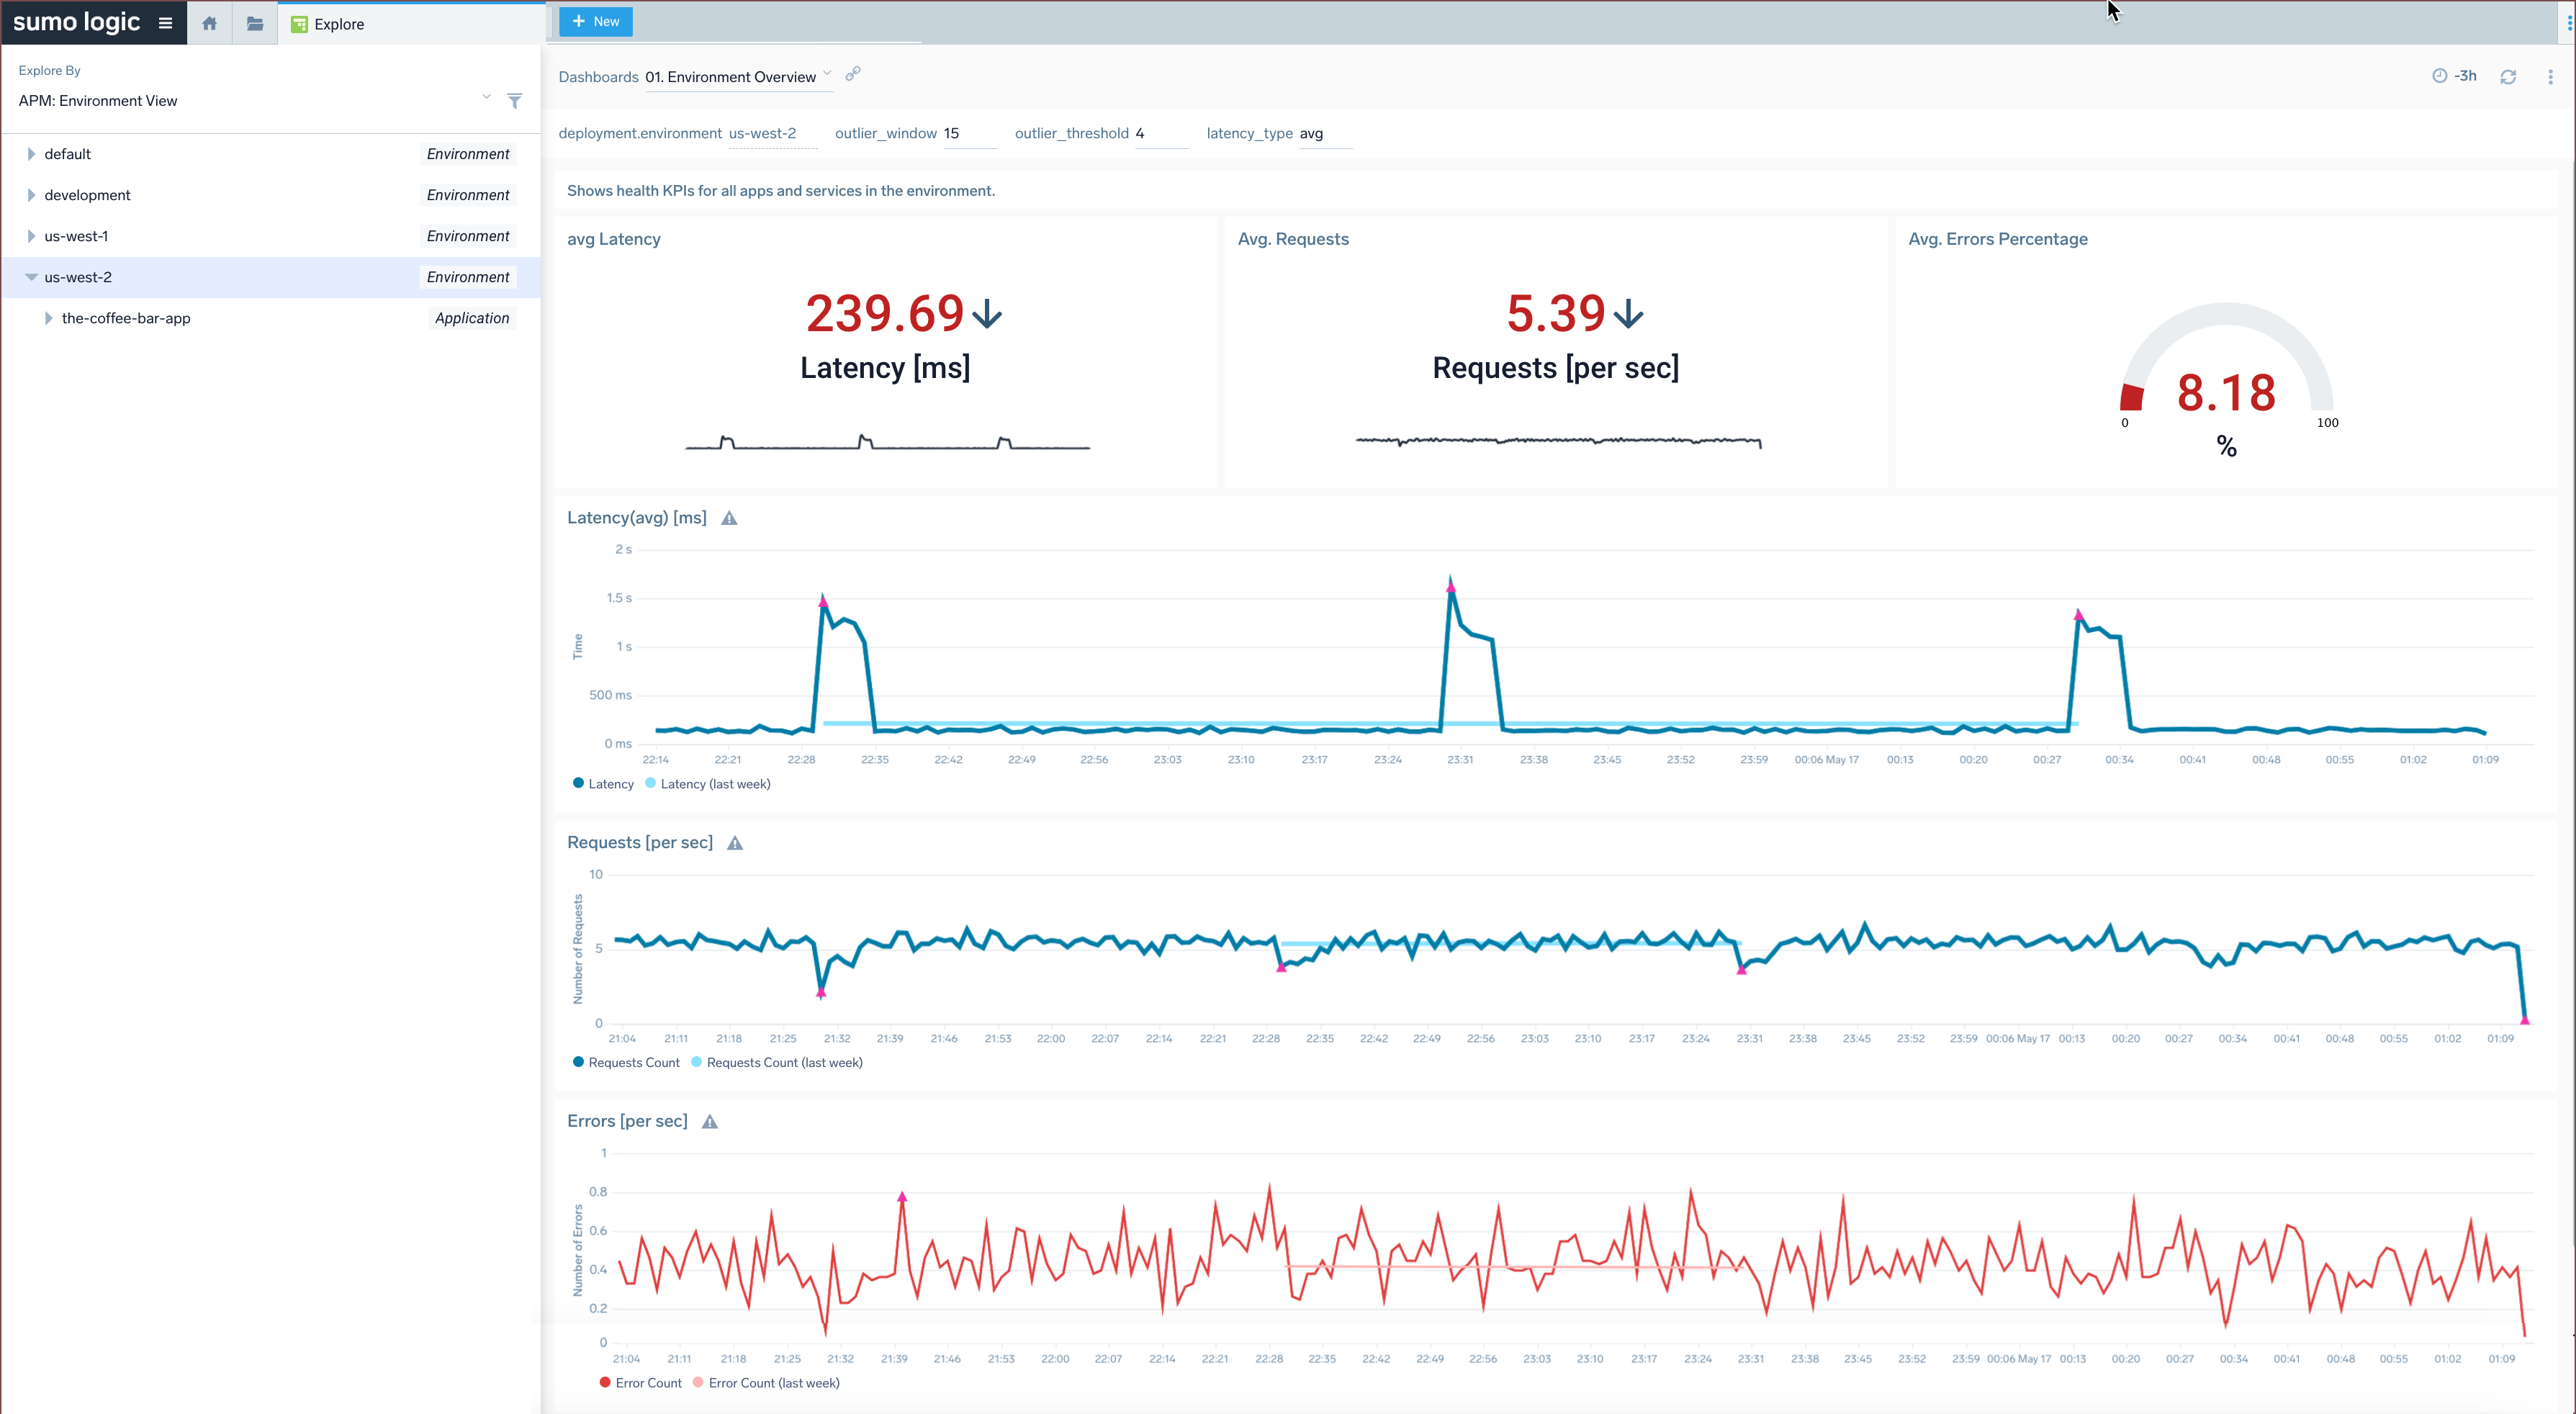 sumo logic
Explore
+ New
Explore By
APM: Environment View
default Environment
development Environment
us-west-1 Environment
us-west-2 Environment
the-coffee-bar-app Application
Dashboards 01. Environment Overview
-3h
deployment.environment us-west-2 outlier_window 15 outlier_threshold 4 latency_type avg
Shows health KPIs for all apps and services in the environment.
avg Latency
239.69
Latency [ms]
Avg. Requests
5.39
Requests [per sec]
Avg. Errors Percentage
8.18
0 100
%
Latency(avg) [ms]
Time
2 s
1.5 s
1 s
500 ms
0 ms
22:14 22:21 22:28 22:35 22:42 22:49 22:56 23:03 23:10 23:17 23:24 23:31 23:38 23:45 23:52 23:59 00:06 May 17 00:13 00:20 00:27 00:34 00:41 00:48 00:55 01:02 01:09
Latency Latency (last week)
Requests [per sec]
Number of Requests
10
5
0
21:04 21:11 21:18 21:25 21:32 21:39 21:46 21:53 22:00 22:07 22:14 22:21 22:28 22:35 22:42 22:49 22:56 23:03 23:10 23:17 23:24 23:31 23:38 23:45 23:52 23:59 00:06 May 17 00:13 00:20 00:27 00:34 00:41 00:48 00:55 01:02 01:09
Requests Count Requests Count (last week)
Errors [per sec]
Number of Errors
1
0.8
0.6
0.4
0.2
0
21:04 21:11 21:18 21:25 21:32 21:39 21:46 21:53 22:00 22:07 22:14 22:21 22:28 22:35 22:42 22:49 22:56 23:03 23:10 23:17 23:24 23:31 23:38 23:45 23:52 23:59 00:06 May 17 00:13 00:20 00:27 00:34 00:41 00:48 00:55 01:02 01:09
Error Count Error Count (last week)